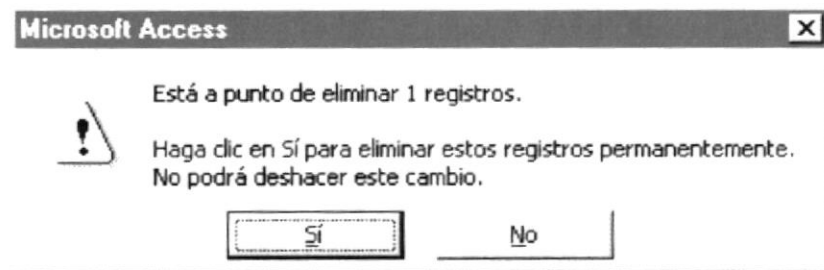 Microsoft Access
Está a punto de eliminar 1 registros.
Haga clic en Sí para eliminar estos registros permanentemente.
No podrá deshacer este cambio.
Sí
No